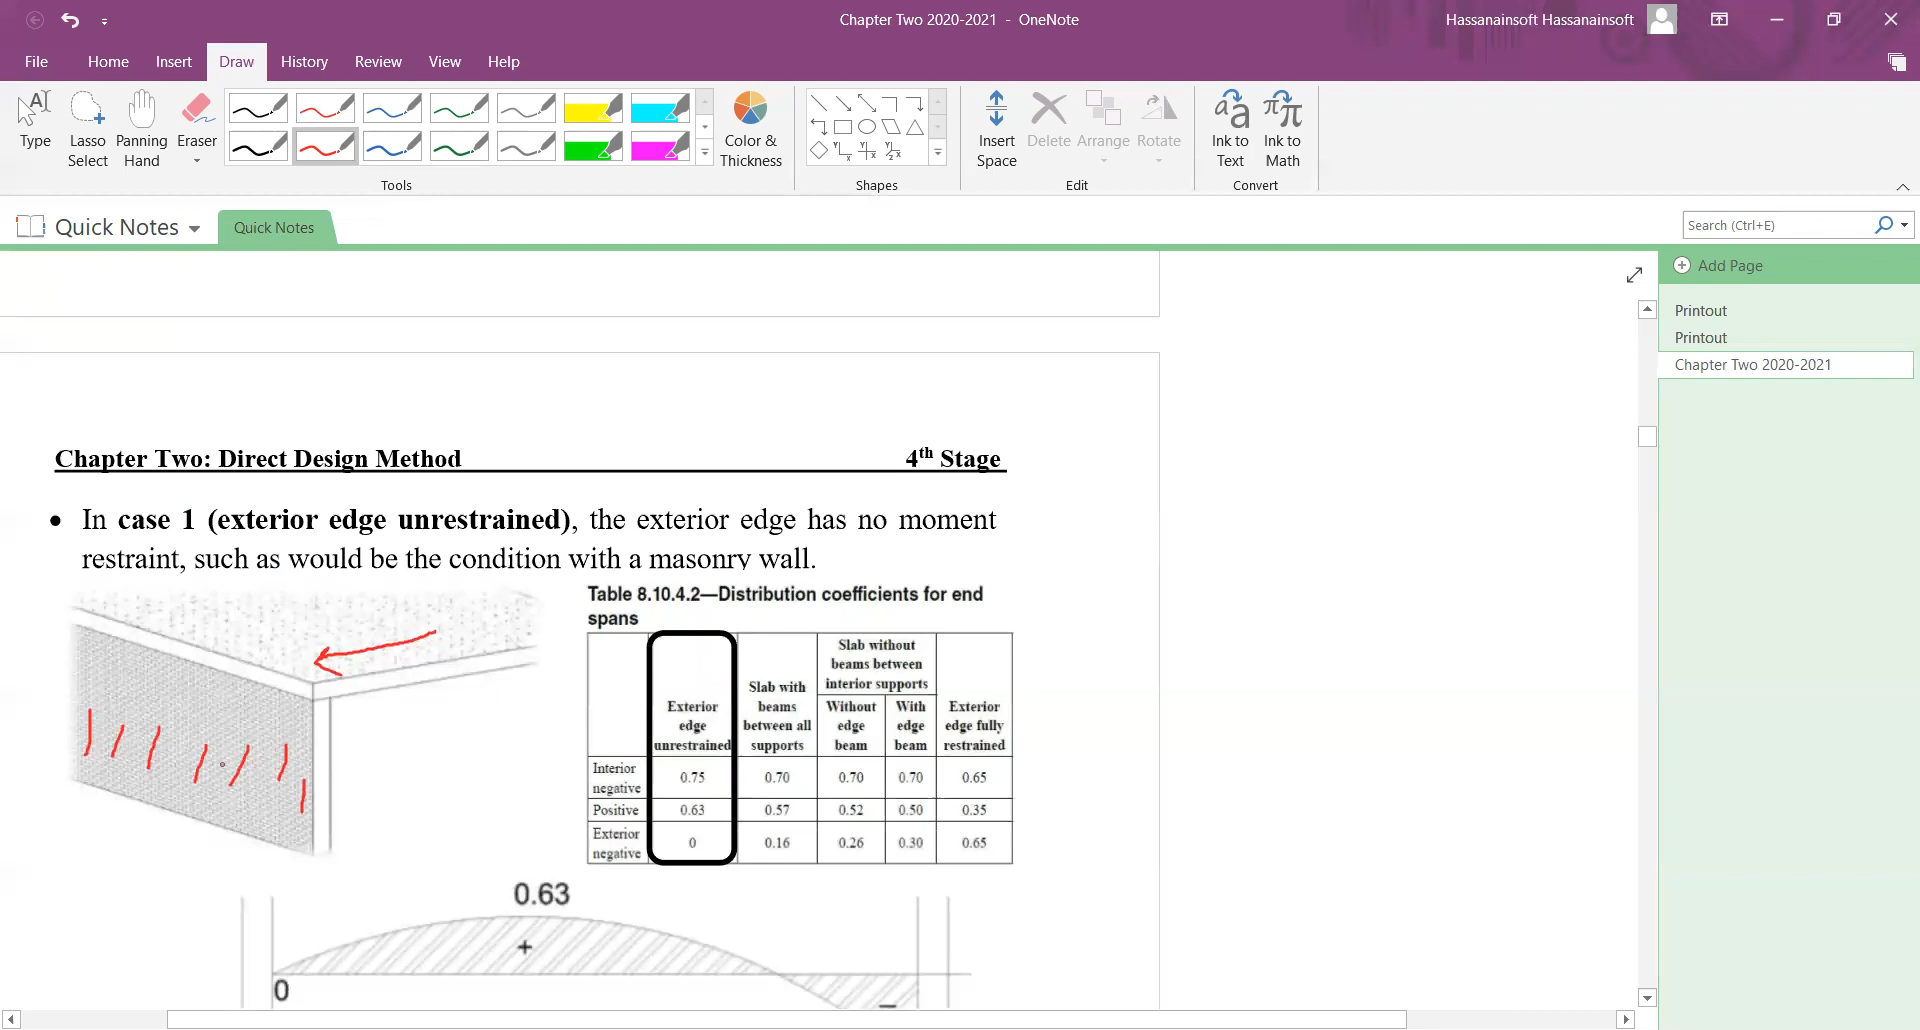 Chapter Two 2020-2021 - OneNote
Hassanainsoft Hassanainsoft
File Home Insert Draw History Review View Help
Type
Lasso Select
Panning Hand
Eraser
Color & Thickness
Insert Space
Delete
Arrange
Rotate
Ink to Text
Ink to Math
Tools
Shapes
Edit
Convert
Quick Notes
Quick Notes
Search (Ctrl+E)
Add Page
Printout
Printout
Chapter Two 2020-2021
Chapter Two: Direct Design Method 4th Stage
• In case 1 (exterior edge unrestrained), the exterior edge has no moment
restraint, such as would be the condition with a masonry wall.
Table 8.10.4.2—Distribution coefficients for end
spans
Exterior edge unrestrained
Slab with beams between all supports
Slab without beams between interior supports
Without edge beam
With edge beam
Exterior edge fully restrained
Interior negative 0.75 0.70 0.70 0.70 0.65
Positive 0.63 0.57 0.52 0.50 0.35
Exterior negative 0 0.16 0.26 0.30 0.65
0.63
+
0